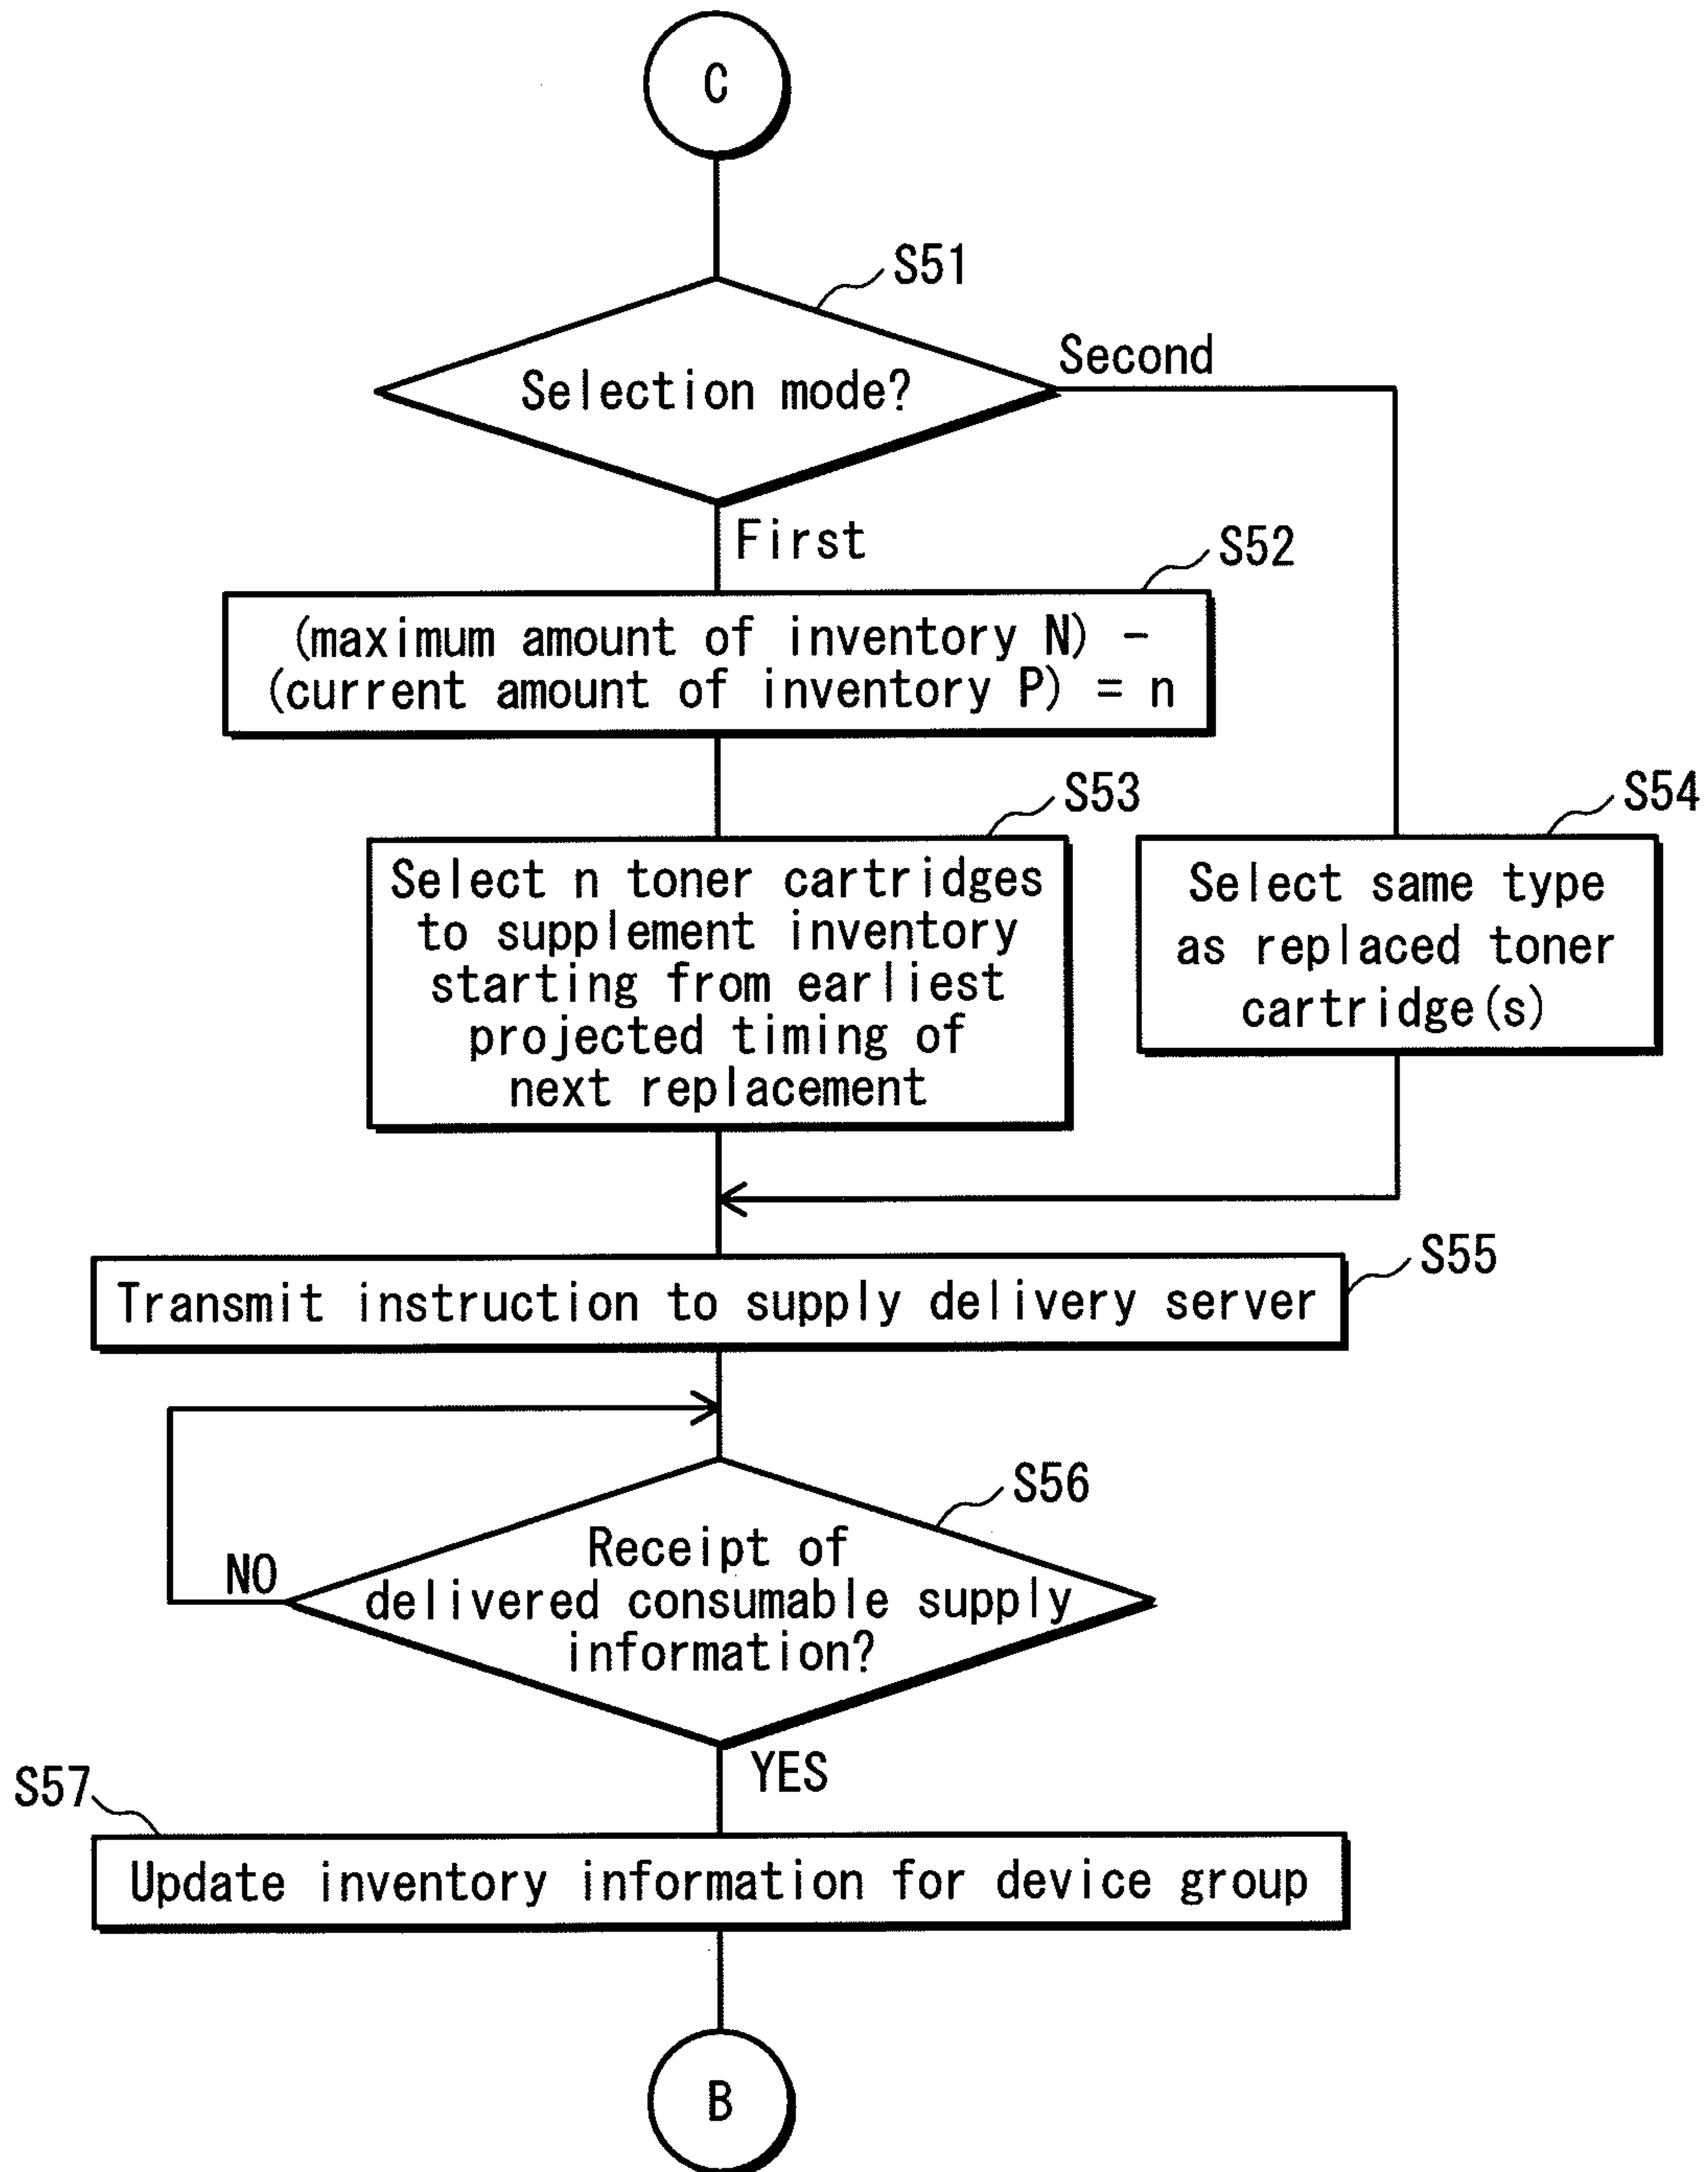 C
S51
Selection mode?
Second
First
S52
(maximum amount of inventory N) -
(current amount of inventory P) = n
S53
Select n toner cartridges
to supplement inventory
starting from earliest
projected timing of
next replacement
S54
Select same type
as replaced toner
cartridge(s)
S55
Transmit instruction to supply delivery server
S56
Receipt of
delivered consumable supply
information?
NO
YES
S57
Update inventory information for device group
B